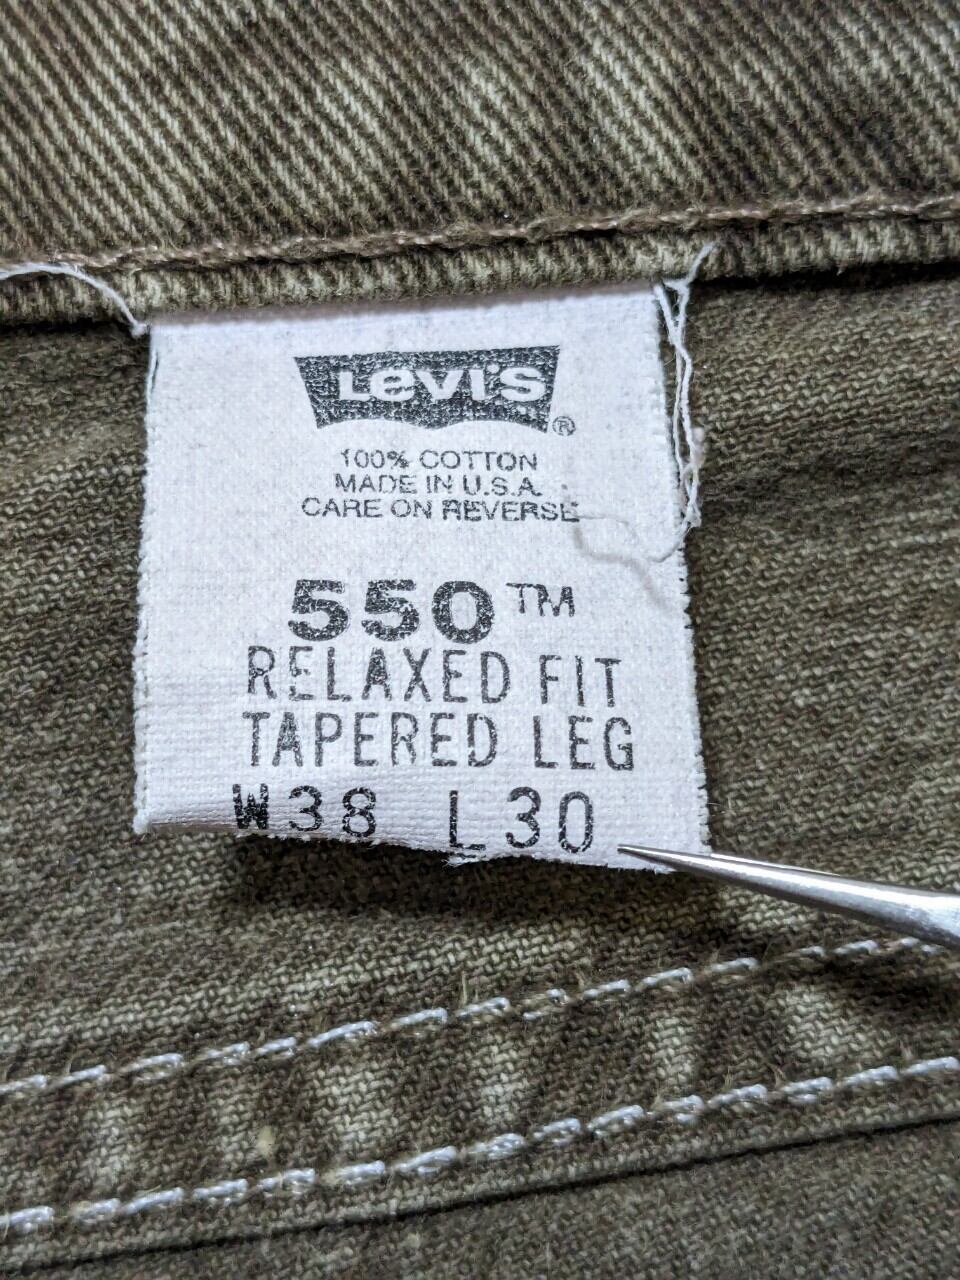 Levi's®
100% COTTON
MADE IN U.S.A.
CARE ON REVERSE
550™
RELAXED FIT
TAPERED LEG
W38 L30